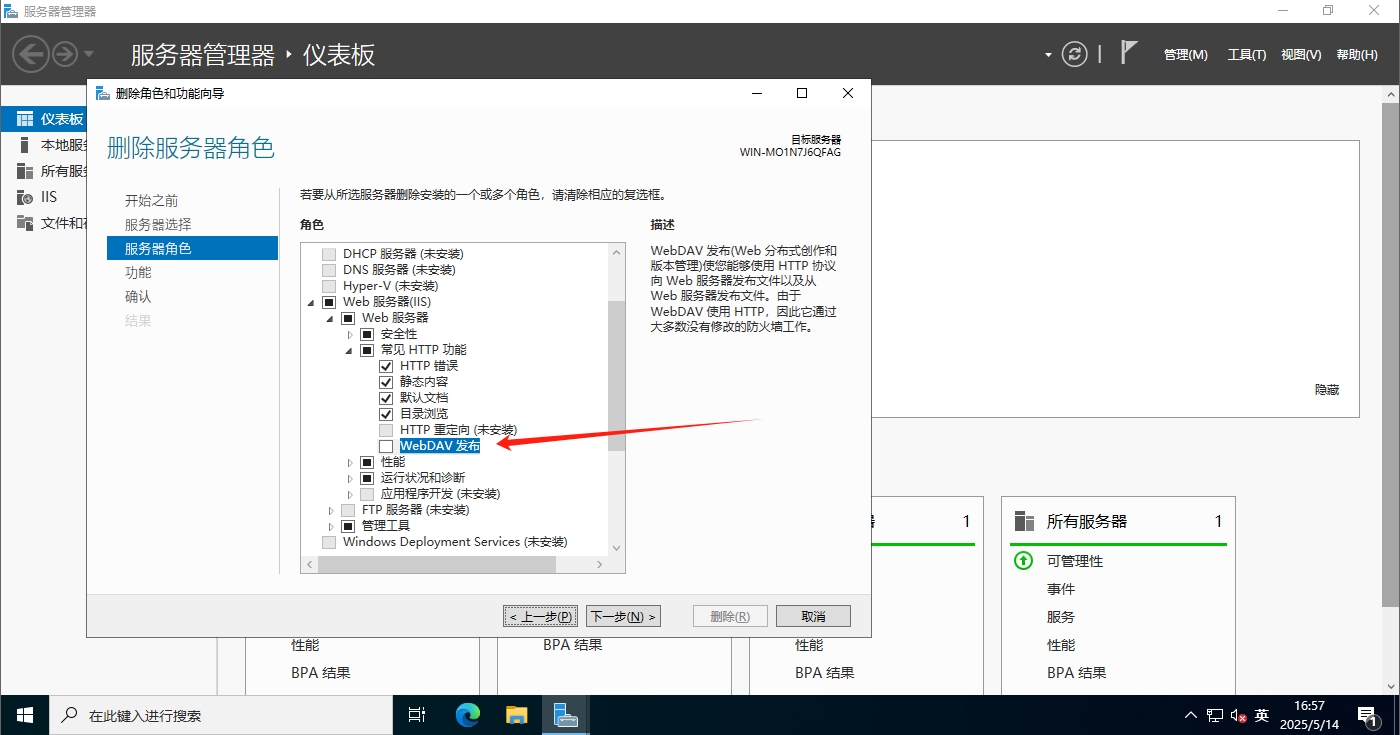 服务器管理器
服务器管理器 · 仪表板
管理(M) 工具(T) 视图(V) 帮助(H)
仪表板
本地服务
所有服务
IIS
文件和
删除角色和功能向导
删除服务器角色
目标服务器
WIN-MO1N7J6QFAG
开始之前
服务器选择
服务器角色
功能
确认
结果
若要从所选服务器删除安装的一个或多个角色，请清除相应的复选框。
角色
DHCP 服务器 (未安装)
DNS 服务器 (未安装)
Hyper-V (未安装)
Web 服务器(IIS)
Web 服务器
安全性
常见 HTTP 功能
HTTP 错误
静态内容
默认文档
目录浏览
HTTP 重定向 (未安装)
WebDAV 发布
性能
运行状况和诊断
应用程序开发 (未安装)
FTP 服务器 (未安装)
管理工具
Windows Deployment Services (未安装)
描述
WebDAV 发布(Web 分布式创作和
版本管理)使您能够使用 HTTP 协议
向 Web 服务器发布文件以及从
Web 服务器发布文件。由于
WebDAV 使用 HTTP，因此它通过
大多数没有修改的防火墙工作。
< 上一步(P) 下一步(N) > 删除(R) 取消
隐藏
1
所有服务器 1
可管理性
事件
服务
性能
BPA 结果
性能
BPA 结果
BPA 结果
性能
BPA 结果
在此键入进行搜索
英
16:57
2025/5/14
1